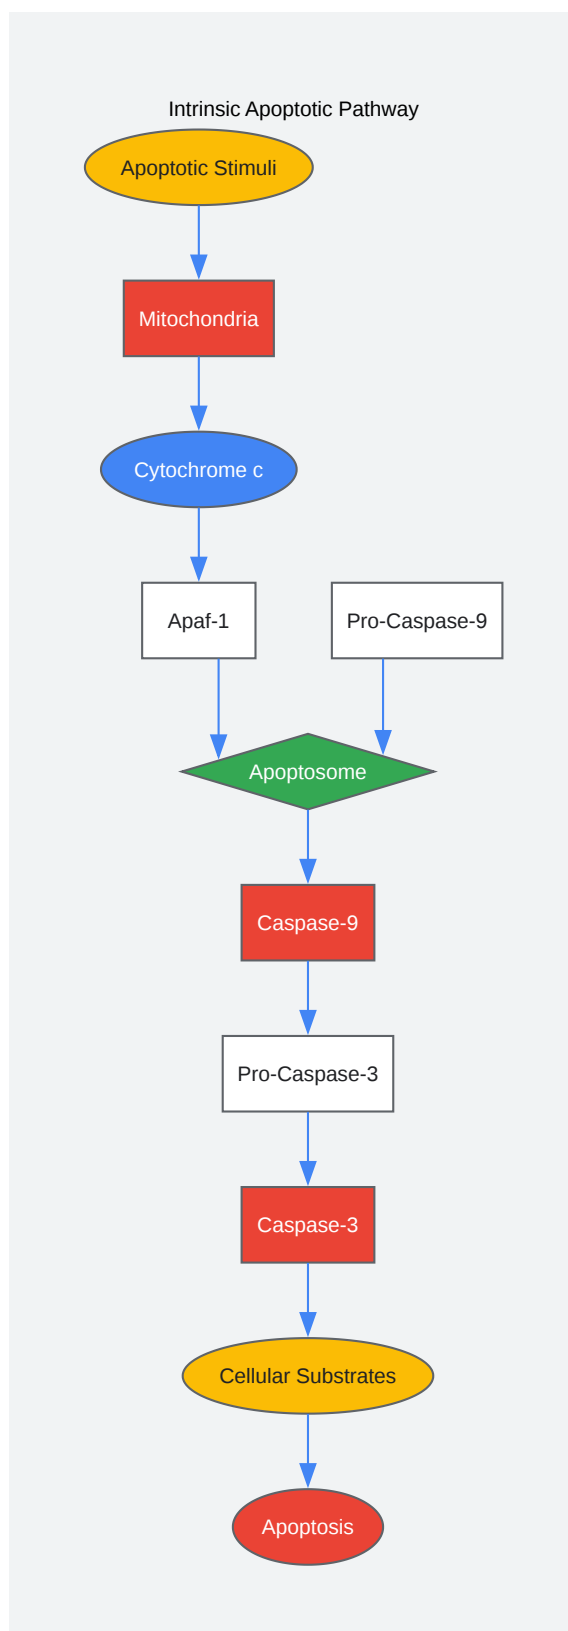 Intrinsic Apoptotic Pathway
Apoptotic Stimuli
Mitochondria
Cytochrome c
Apaf-1
Pro-Caspase-9
Apoptosome
Caspase-9
Pro-Caspase-3
Caspase-3
Cellular Substrates
Apoptosis